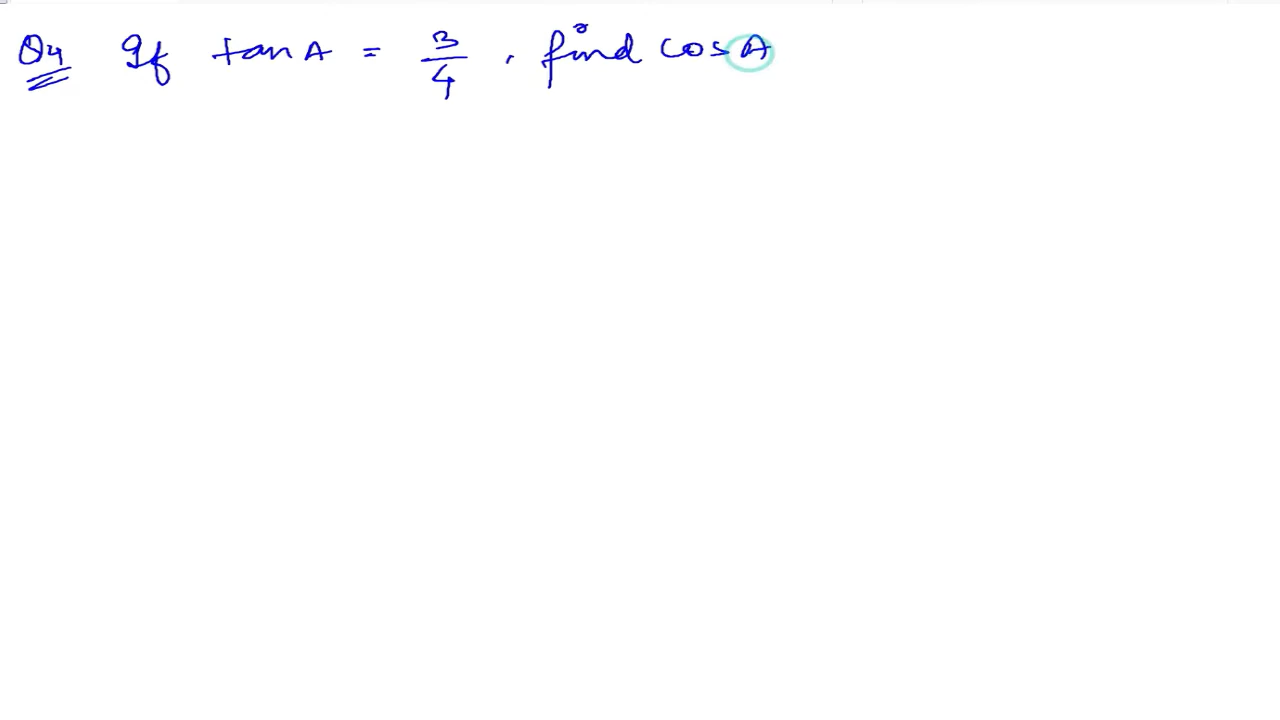 Q4 If tan A = 3/4 , find cos A